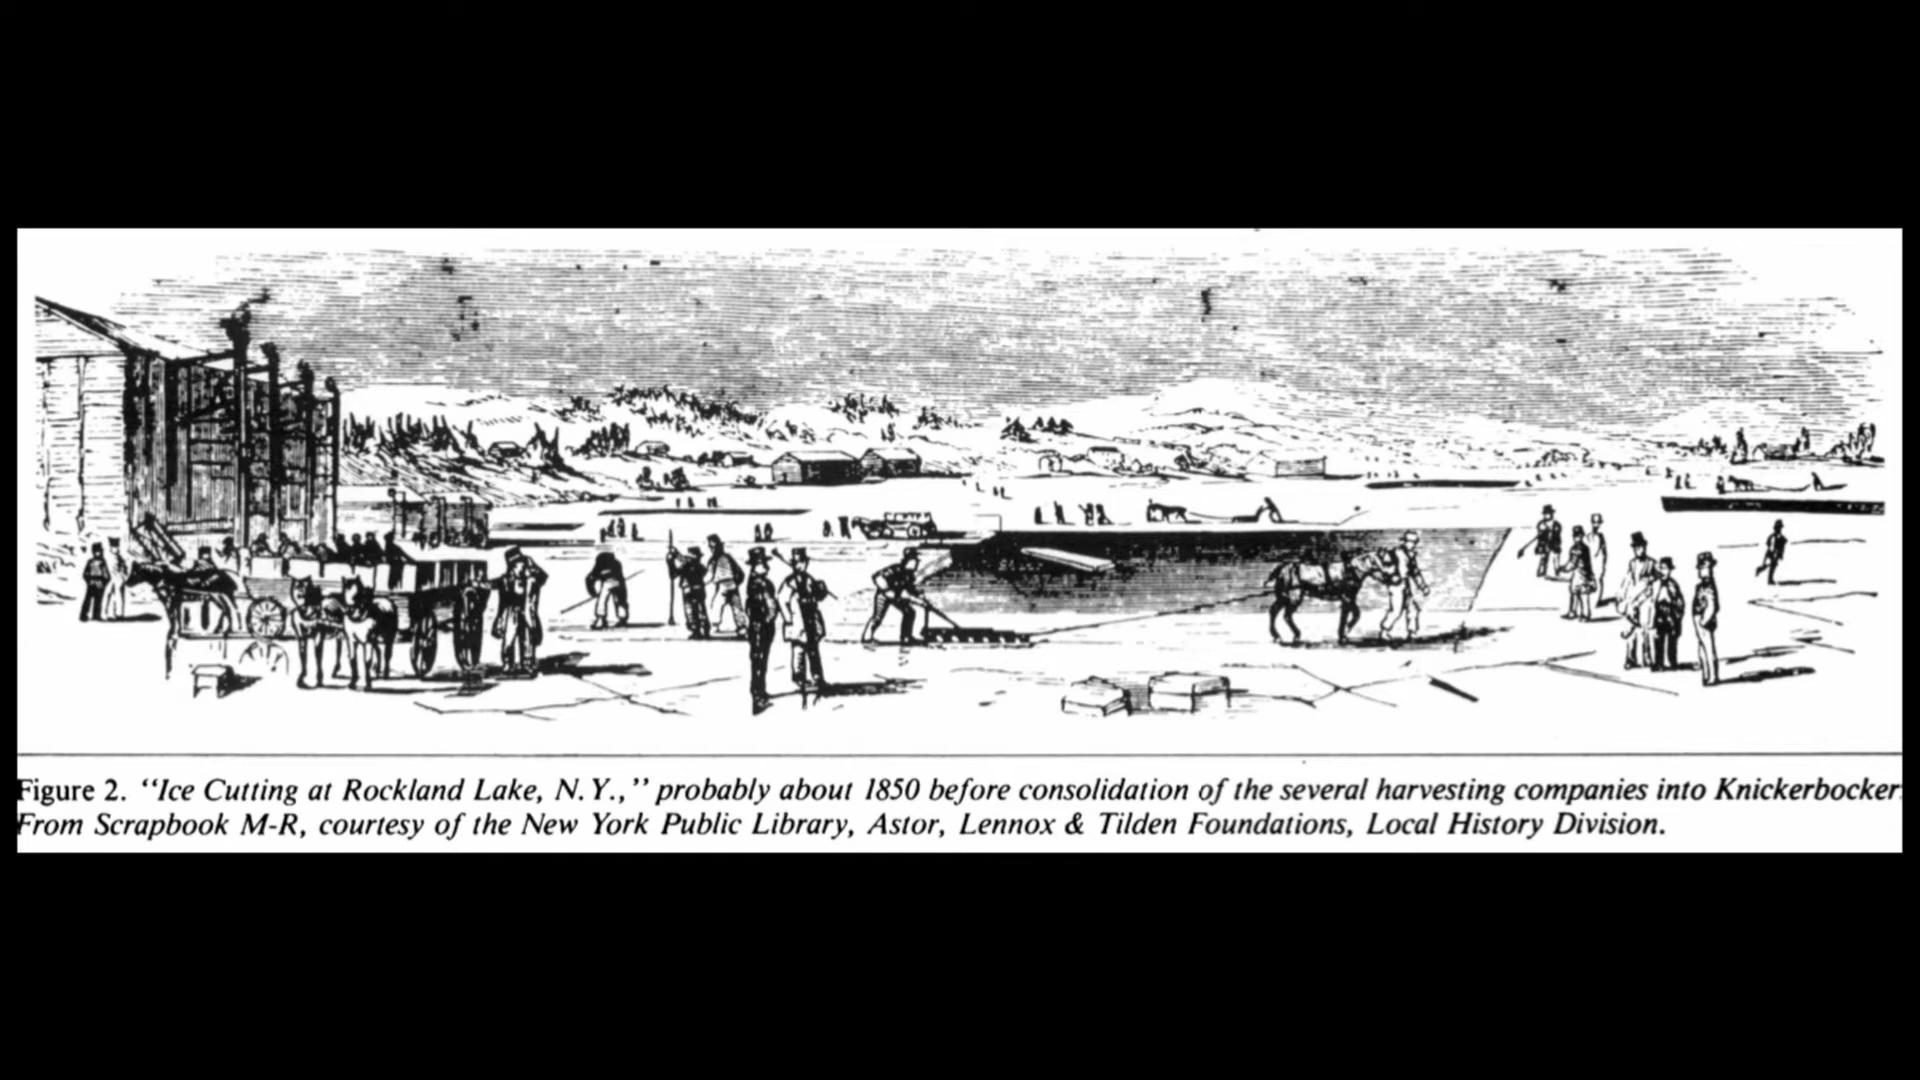 Figure 2. "Ice Cutting at Rockland Lake, N.Y.," probably about 1850 before consolidation of the several harvesting companies into Knickerbocker.
From Scrapbook M-R, courtesy of the New York Public Library, Astor, Lennox & Tilden Foundations, Local History Division.